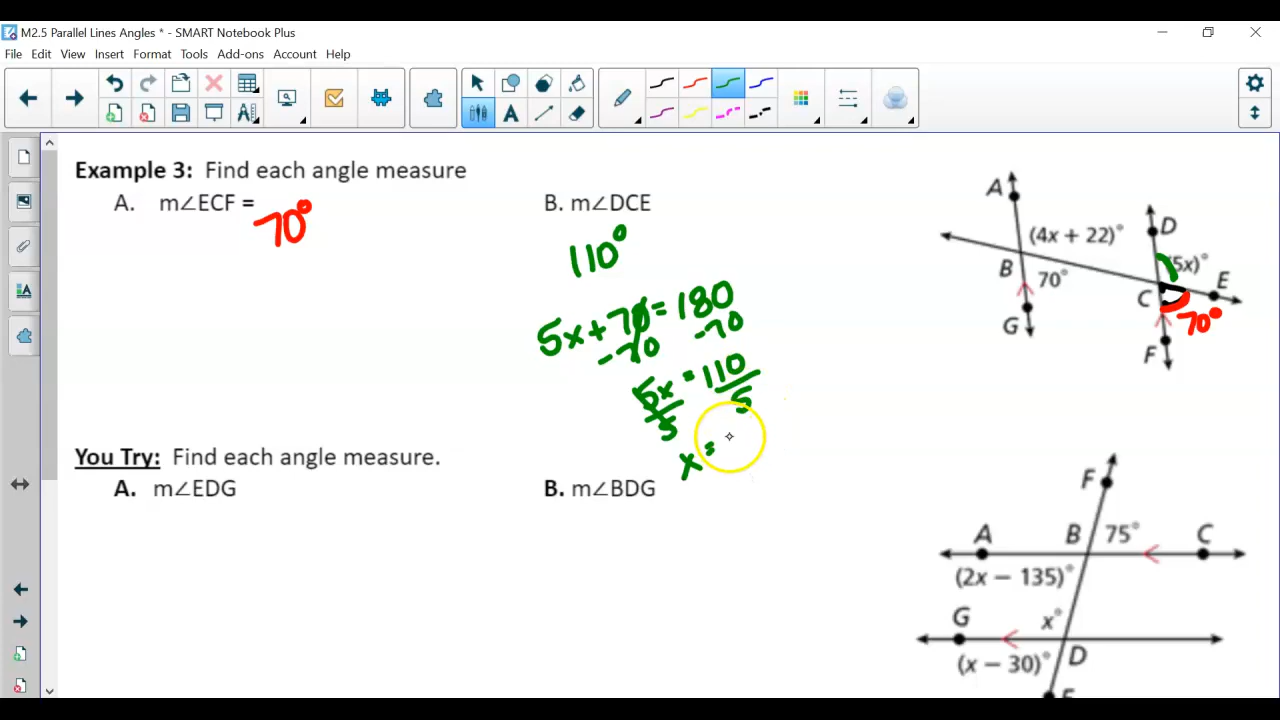 M2.5 Parallel Lines Angles * - SMART Notebook Plus
File Edit View Insert Format Tools Add-ons Account Help
Example 3: Find each angle measure
A. m∠ECF =
70°
B. m∠DCE
110°
5x+70=180
-70 -70
5x = 110
5 5
x =
A
D
(4x + 22)°
(5x)°
B
70°
E
C
G
70°
F
You Try: Find each angle measure.
A. m∠EDG
B. m∠BDG
F
A
B
75°
C
(2x − 135)°
G
x°
(x − 30)°
D